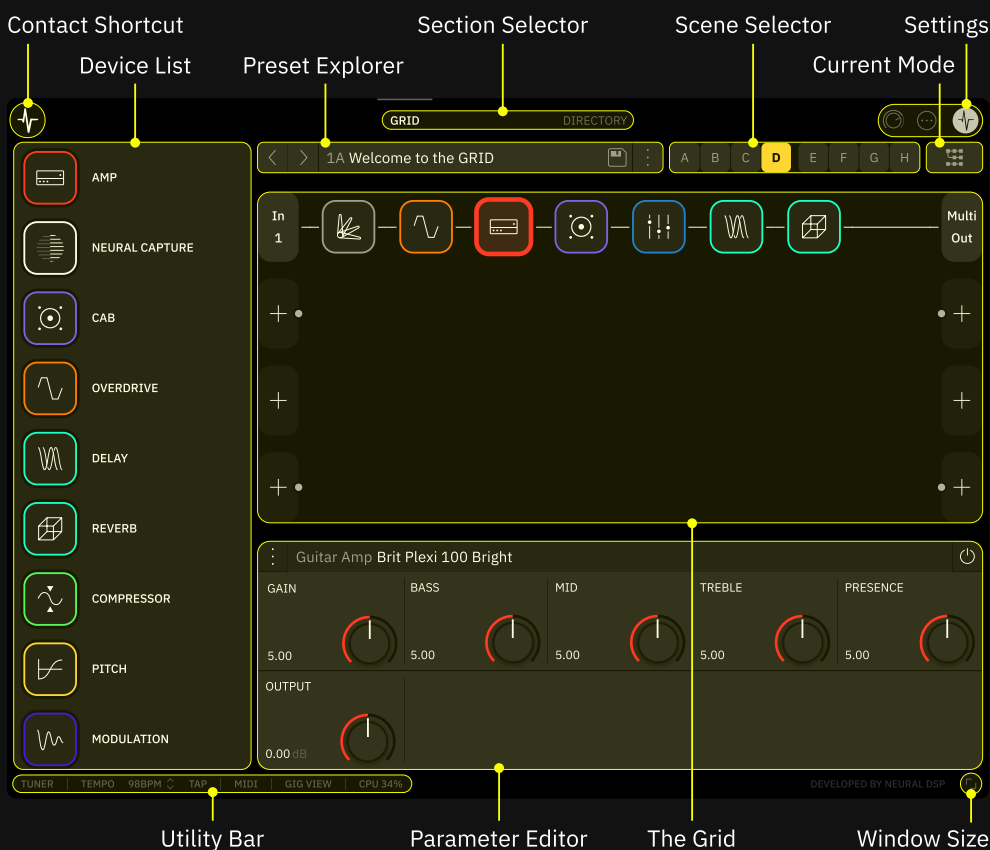 Contact Shortcut
Section Selector
Scene Selector
Settings
Device List
Preset Explorer
Current Mode
GRID
DIRECTORY
1A Welcome to the GRID
A B C D E F G H
AMP
NEURAL CAPTURE
CAB
OVERDRIVE
DELAY
REVERB
COMPRESSOR
PITCH
MODULATION
In
1
Multi
Out
Guitar Amp Brit Plexi 100 Bright
GAIN
BASS
MID
TREBLE
PRESENCE
5.00
5.00
5.00
5.00
5.00
OUTPUT
0.00 dB
TUNER TEMPO 98BPM TAP MIDI GIG VIEW CPU 34%
DEVELOPED BY NEURAL DSP
Utility Bar
Parameter Editor
The Grid
Window Size